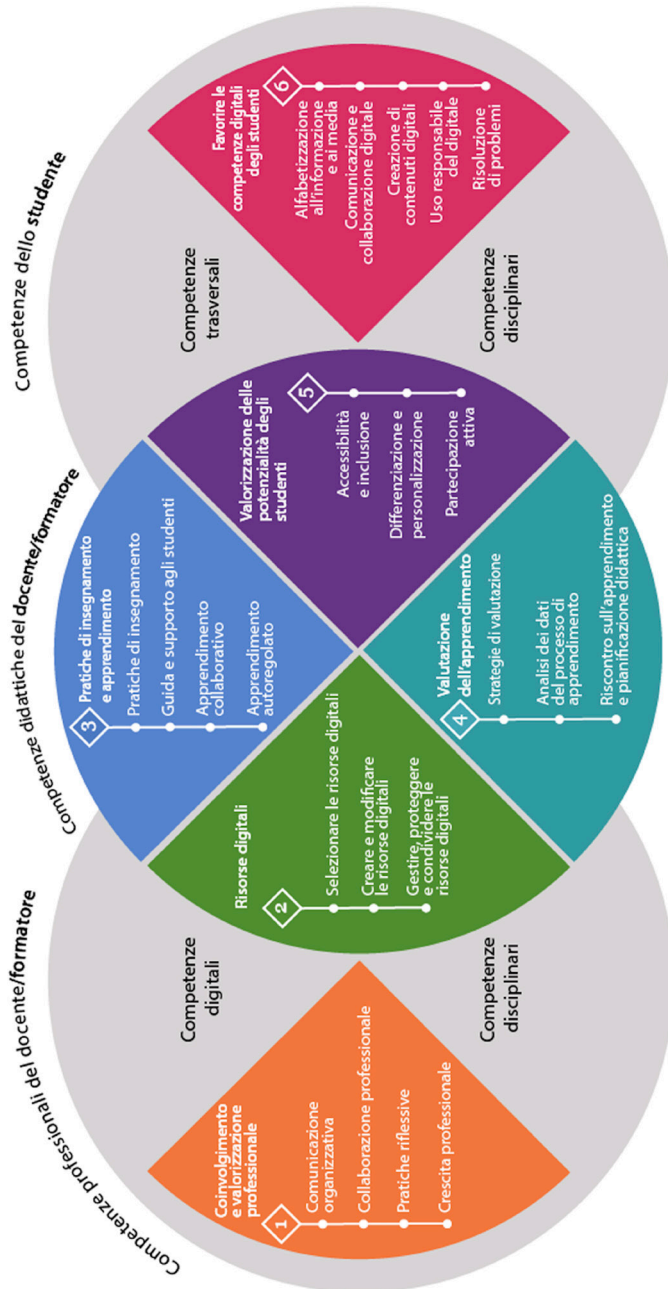 Competenze professionali del docente/formatore
Competenze didattiche del docente/formatore
Competenze dello studente
1
Coinvolgimento
e valorizzazione
professionale
Comunicazione
organizzativa
Collaborazione professionale
Pratiche riflessive
Crescita professionale
Competenze
digitali
Competenze
disciplinari
2
Risorse digitali
Selezionare le risorse digitali
Creare e modificare
le risorse digitali
Gestire, proteggere
e condividere le
risorse digitali
3
Pratiche di insegnamento
e apprendimento
Pratiche di insegnamento
Guida e supporto agli studenti
Apprendimento
collaborativo
Apprendimento
autoregolato
4
Valutazione
dell'apprendimento
Strategie di valutazione
Analisi dei dati
del processo di
apprendimento
Riscontro sull'apprendimento
e pianificazione didattica
5
Valorizzazione delle
potenzialità degli
studenti
Accessibilità
e inclusione
Differenziazione e
personalizzazione
Partecipazione
attiva
Competenze
trasversali
Competenze
disciplinari
6
Favorire le
competenze digitali
degli studenti
Alfabetizzazione
all'informazione
e ai media
Comunicazione e
collaborazione digitale
Creazione di
contenuti digitali
Uso responsabile
del digitale
Risoluzione
di problemi